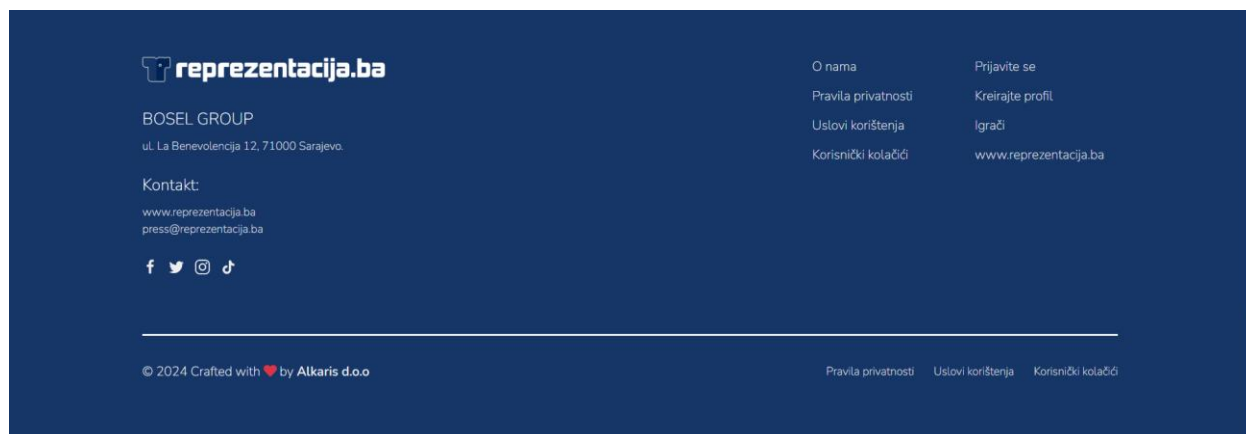 reprezentacija.ba
BOSEL GROUP
ul. La Benevolencija 12, 71000 Sarajevo.
Kontakt:
www.reprezentacija.ba
press@reprezentacija.ba
O nama
Pravila privatnosti
Uslovi korištenja
Korisnički kolačići
Prijavite se
Kreirajte profil
Igrači
www.reprezentacija.ba
© 2024 Crafted with ❤ by Alkaris d.o.o
Pravila privatnosti Uslovi korištenja Korisnički kolačići